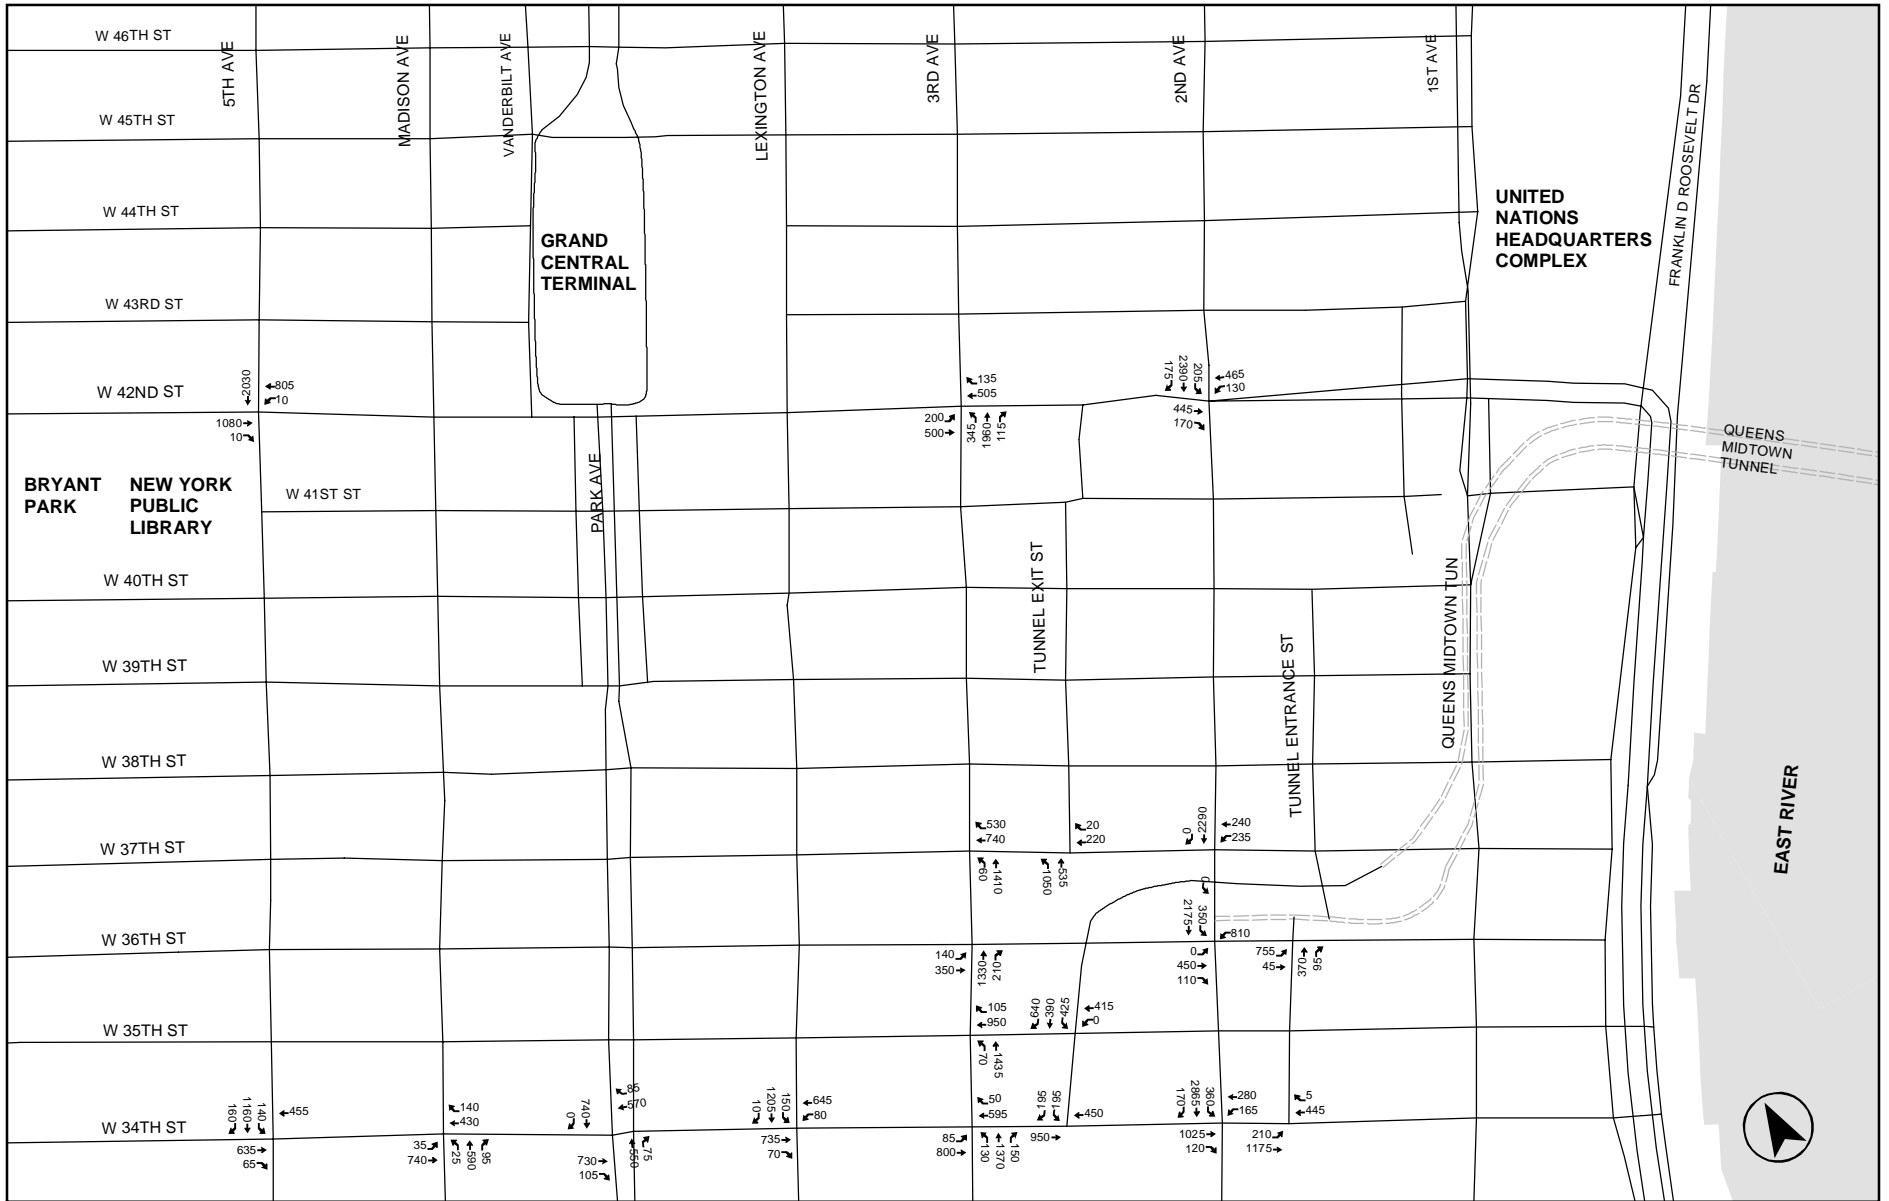 W 46TH ST
5TH AVE
MADISON AVE
VANDERBILT AVE
LEXINGTON AVE
3RD AVE
2ND AVE
1ST AVE
FRANKLIN D ROOSEVELT DR
W 45TH ST
W 44TH ST
UNITED
NATIONS
HEADQUARTERS
COMPLEX
GRAND
CENTRAL
TERMINAL
W 43RD ST
W 42ND ST
2030
805
10
1080
10
135
505
200
500
345
1960
115
175
2390
205
465
130
445
170
QUEENS
MIDTOWN
TUNNEL
BRYANT
PARK
NEW YORK
PUBLIC
LIBRARY
W 41ST ST
PARK AVE
W 40TH ST
TUNNEL EXIT ST
QUEENS MIDTOWN TUN
W 39TH ST
TUNNEL ENTRANCE ST
W 38TH ST
EAST RIVER
W 37TH ST
530
740
60
1410
20
220
1050
535
0
2290
240
235
W 36TH ST
140
350
1330
210
0
2175
350
810
0
450
110
755
45
370
95
W 35TH ST
105
950
70
1435
640
390
425
415
0
W 34TH ST
160
1160
140
455
635
65
140
430
35
740
25
590
95
0
740
85
570
730
105
550
75
10
1205
150
645
80
735
70
50
595
85
800
130
1370
150
195
195
450
950
170
2865
360
280
165
1025
120
5
445
210
1175